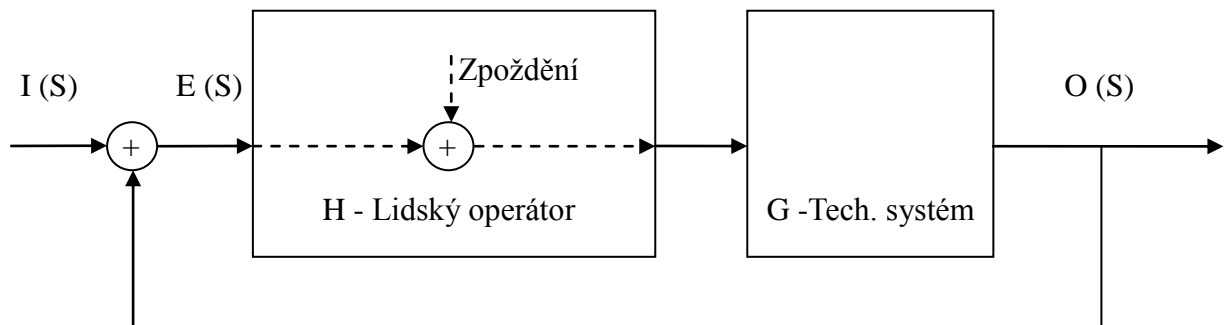 Zpoždění
I (S)
E (S)
O (S)
+
+
H - Lidský operátor
G -Tech. systém